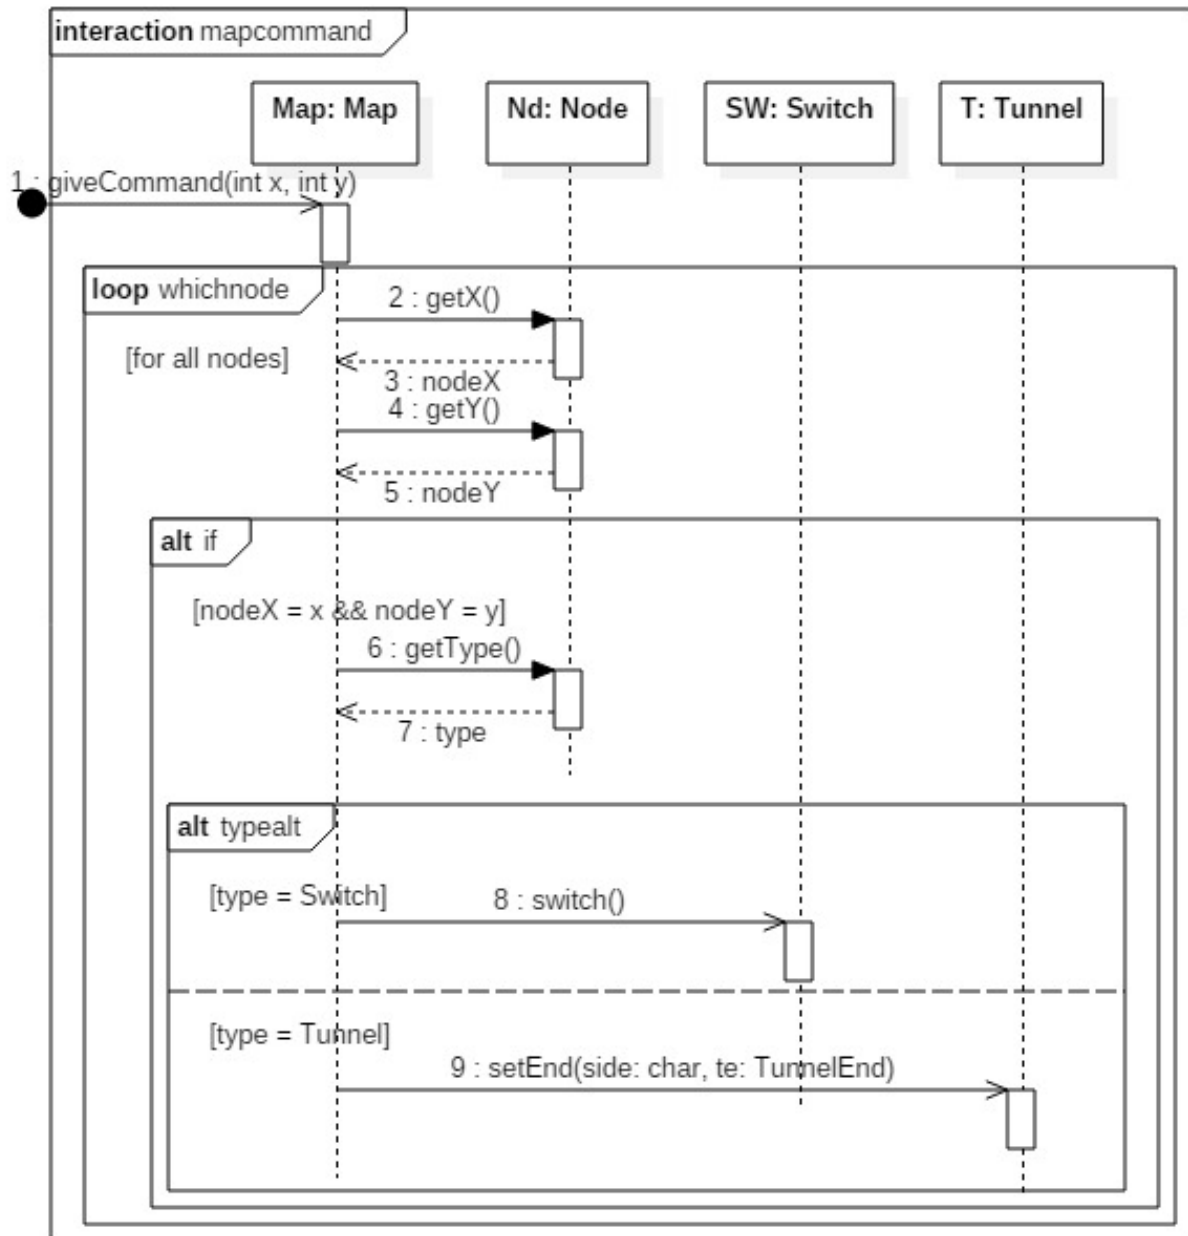 interaction mapcommand
Map: Map
Nd: Node
SW: Switch
T: Tunnel
1 : giveCommand(int x, int y)
loop whichnode
2 : getX()
[for all nodes]
3 : nodeX
4 : getY()
5 : nodeY
alt if
[nodeX = x && nodeY = y]
6 : getType()
7 : type
alt typealt
[type = Switch]
8 : switch()
[type = Tunnel]
9 : setEnd(side: char, te: TunnelEnd)